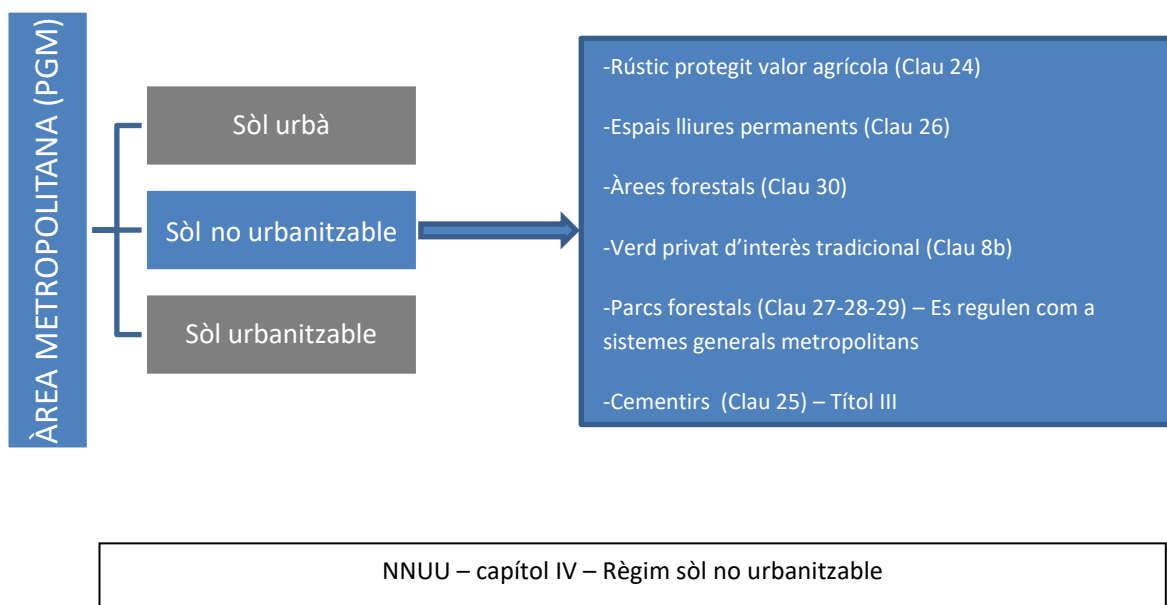 ÀREA METROPOLITANA (PGM)
Sòl urbà
Sòl no urbanitzable
Sòl urbanitzable
-Rústic protegit valor agrícola (Clau 24)
-Espais lliures permanents (Clau 26)
-Àrees forestals (Clau 30)
-Verd privat d’interès tradicional (Clau 8b)
-Parcs forestals (Clau 27-28-29) – Es regulen com a
sistemes generals metropolitans
-Cementirs (Clau 25) – Títol III
NNUU – capítol IV – Règim sòl no urbanitzable